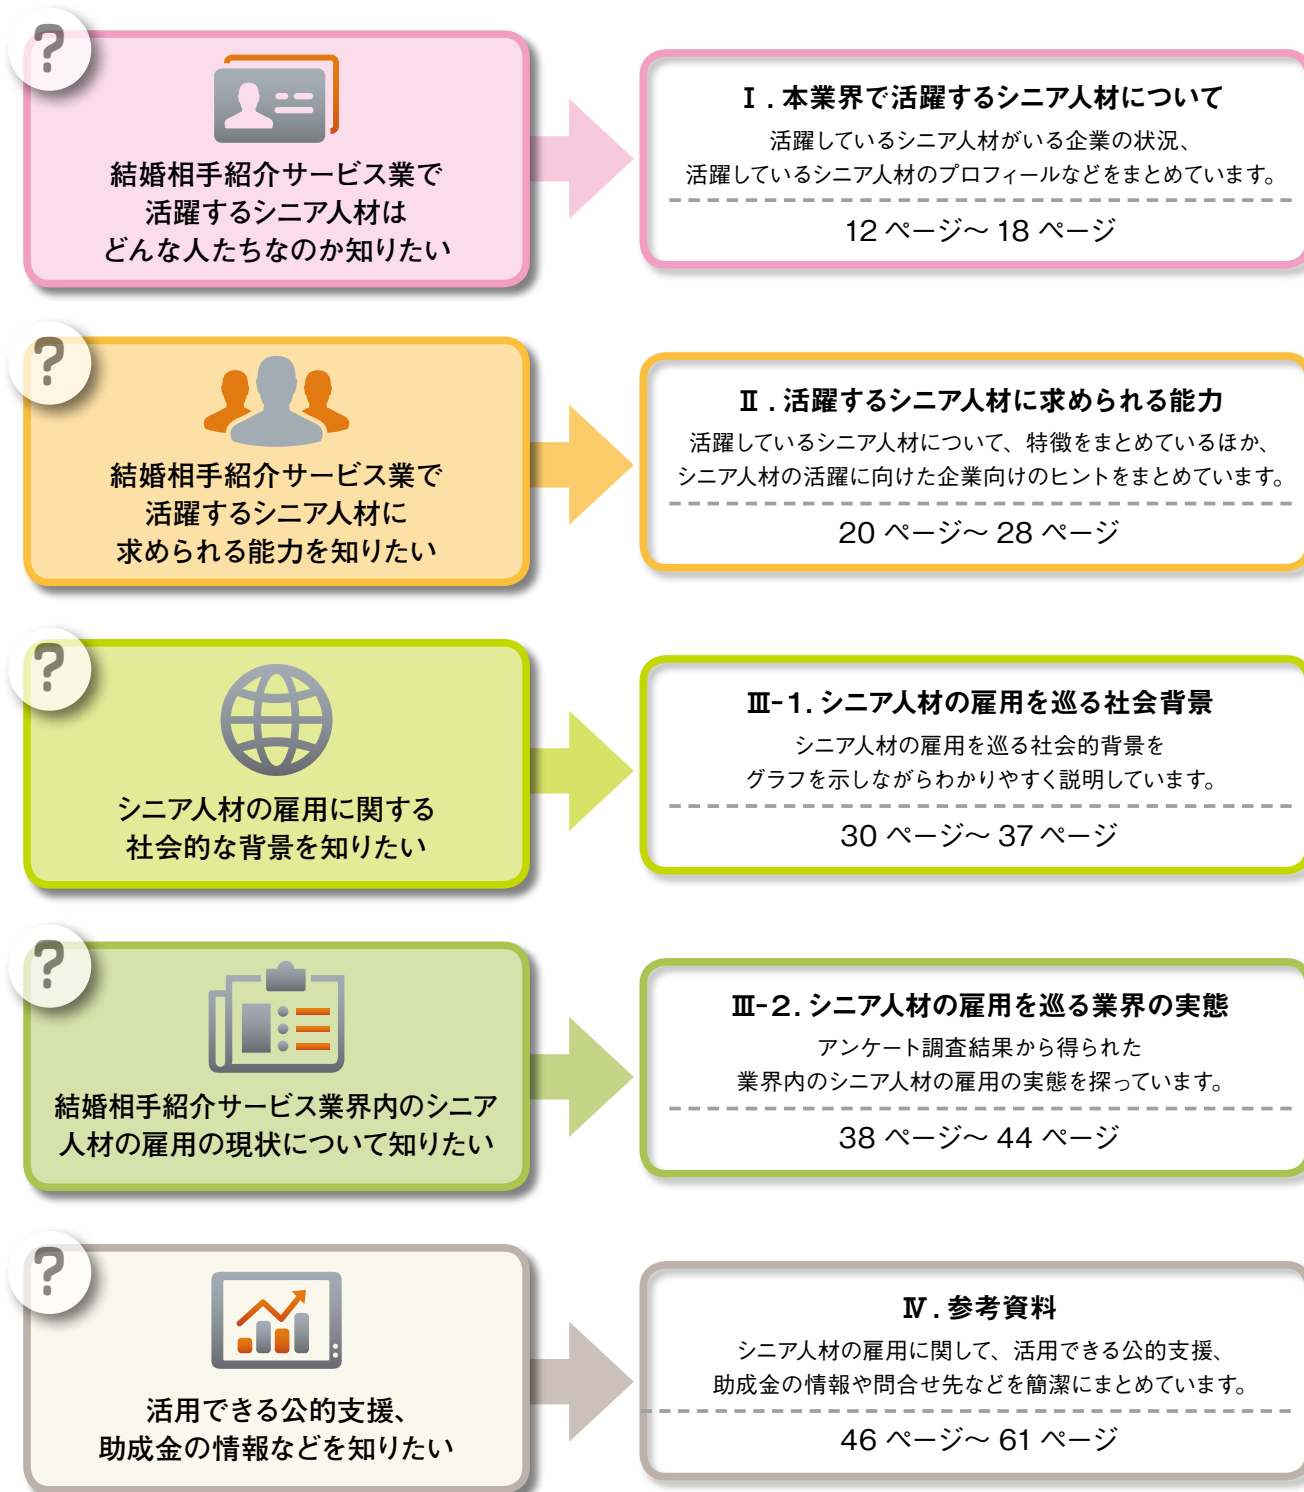 ?
結婚相手紹介サービス業で
活躍するシニア人材は
どんな人たちなのか知りたい
Ⅰ．本業界で活躍するシニア人材について
活躍しているシニア人材がいる企業の状況、
活躍しているシニア人材のプロフィールなどをまとめています。
12 ページ〜 18 ページ
?
結婚相手紹介サービス業で
活躍するシニア人材に
求められる能力を知りたい
Ⅱ．活躍するシニア人材に求められる能力
活躍しているシニア人材について、特徴をまとめているほか、
シニア人材の活躍に向けた企業向けのヒントをまとめています。
20 ページ〜 28 ページ
?
シニア人材の雇用に関する
社会的な背景を知りたい
Ⅲ-1. シニア人材の雇用を巡る社会背景
シニア人材の雇用を巡る社会的背景を
グラフを示しながらわかりやすく説明しています。
30 ページ〜 37 ページ
?
結婚相手紹介サービス業界内のシニア
人材の雇用の現状について知りたい
Ⅲ-2. シニア人材の雇用を巡る業界の実態
アンケート調査結果から得られた
業界内のシニア人材の雇用の実態を探っています。
38 ページ〜 44 ページ
?
活用できる公的支援、
助成金の情報などを知りたい
Ⅳ．参考資料
シニア人材の雇用に関して、活用できる公的支援、
助成金の情報や問合せ先などを簡潔にまとめています。
46 ページ〜 61 ページ